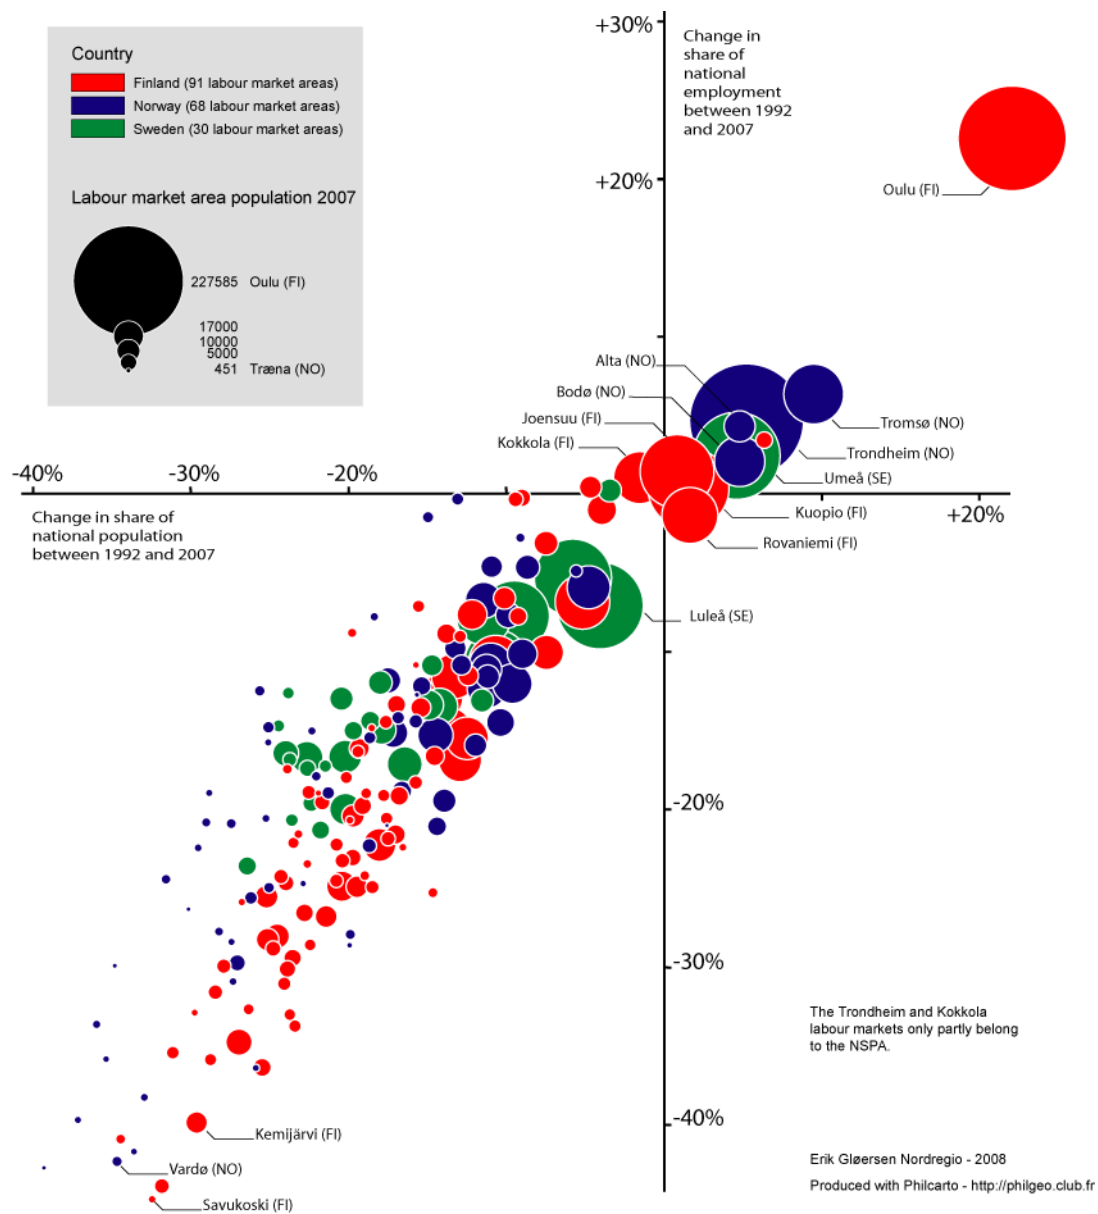 Country
Finland (91 labour market areas)
Norway (68 labour market areas)
Sweden (30 labour market areas)
Labour market area population 2007
227585 Oulu (FI)
17000
10000
5000
451 Træna (NO)
+30%
Change in
share of
national
employment
between 1992
and 2007
+20%
Oulu (FI)
Alta (NO)
Bodø (NO)
Joensuu (FI)
Kokkola (FI)
Tromsø (NO)
Trondheim (NO)
Umeå (SE)
Kuopio (FI)
Rovaniemi (FI)
-40%
-30%
-20%
+20%
Change in share of
national population
between 1992 and 2007
Luleå (SE)
-20%
-30%
The Trondheim and Kokkola
labour markets only partly belong
to the NSPA.
-40%
Kemijärvi (FI)
Vardø (NO)
Savukoski (FI)
Erik Gløersen Nordregio - 2008
Produced with Philcarto - http://philgeo.club.fr